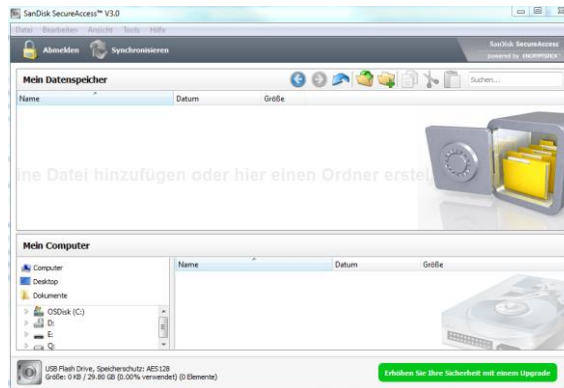 SanDisk SecureAccess™ V3.0
Datei Bearbeiten Ansicht Tools Hilfe
Abmelden Synchronisieren
SanDisk SecureAccess
powered by ENCRYPTSTICK
Mein Datenspeicher
Suchen...
Name Datum Größe
ine Datei hinzufügen oder hier einen Ordner erstel
Mein Computer
Computer
Desktop
Dokumente
OSDisk (C:)
D:
E:
Q:
Name Datum Größe
USB Flash Drive, Speicherschutz: AES128
Größe: 0 KB / 29.80 GB (0.00% verwendet) (0 Elemente)
Erhöhen Sie Ihre Sicherheit mit einem Upgrade